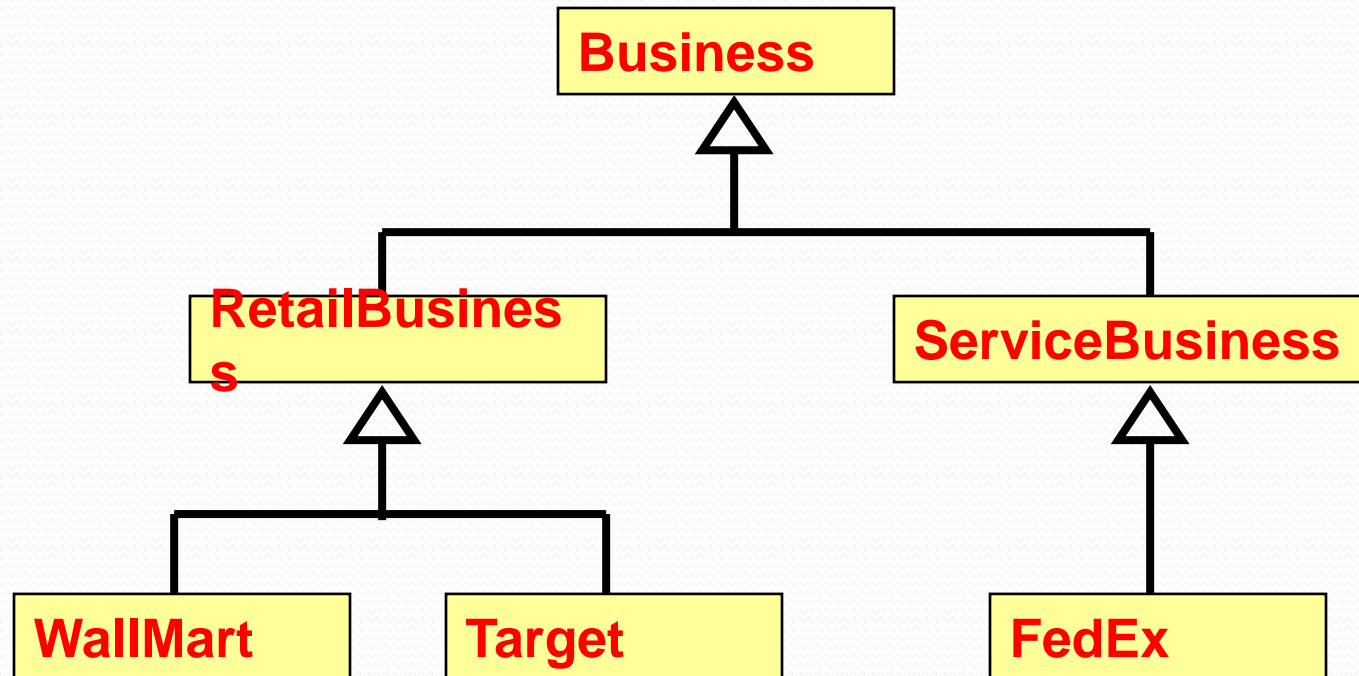 Business
RetailBusines
s
ServiceBusiness
WallMart
Target
FedEx